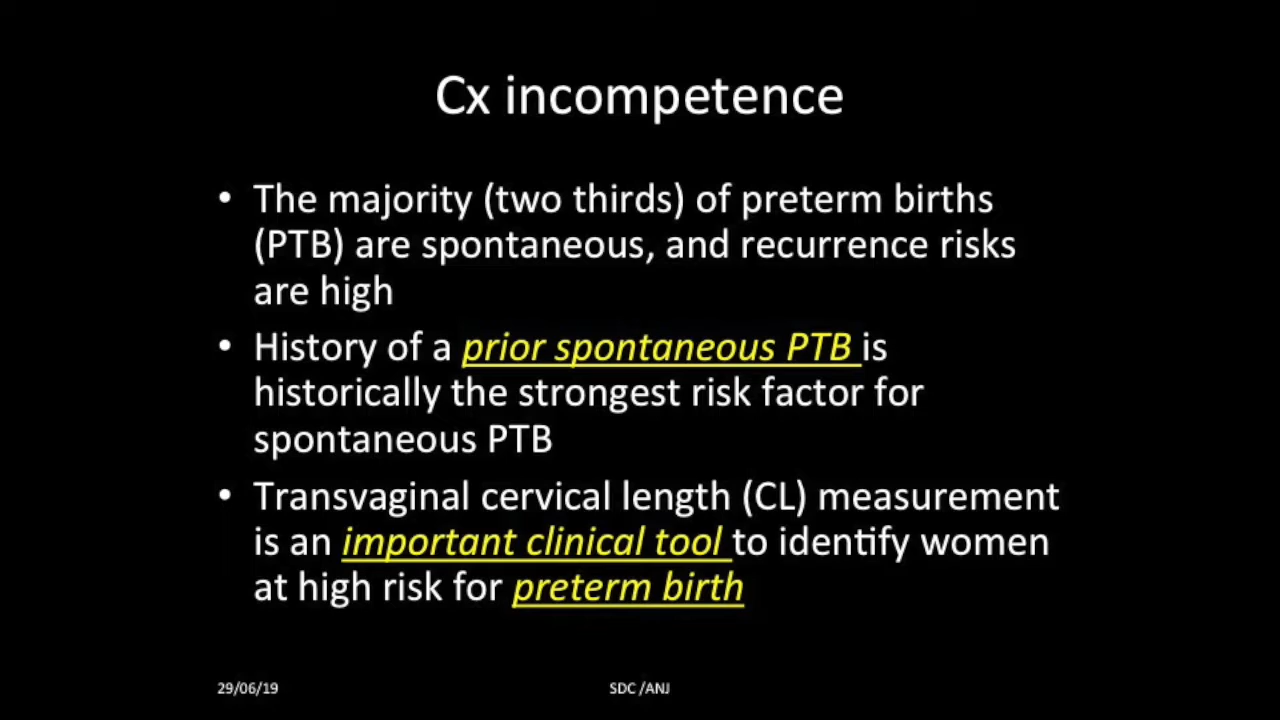 Cx incompetence
• The majority (two thirds) of preterm births
(PTB) are spontaneous, and recurrence risks
are high
• History of a prior spontaneous PTB is
historically the strongest risk factor for
spontaneous PTB
• Transvaginal cervical length (CL) measurement
is an important clinical tool to identify women
at high risk for preterm birth
29/06/19
SDC /ANJ